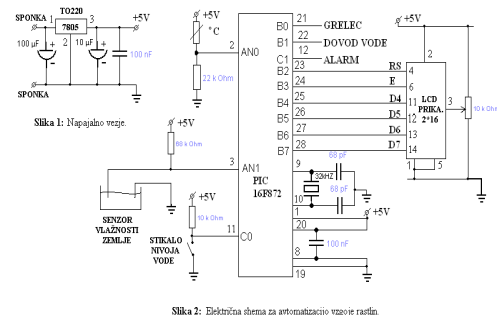 TO220
SPONKA
1
7805
3
+5V
2
100 µF
10 µF
100 nF
SPONKA
Slika 1: Napajalno vezje.
+5V
°C
2
AN0
22 k Ohm
+5V
68 k Ohm
3
AN1
SENZOR
VLAŽNOSTI
ZEMLJE
+5V
10 k Ohm
STIKALO
NIVOJA
VODE
11
C0
PIC
16F872
B0
21
GRELEC
B1
22
DOVOD VODE
C1
12
ALARM
B2
23
RS
4
B3
24
E
6
B4
25
D4
11
B5
26
D5
12
B6
27
D6
13
B7
28
D7
14
LCD
PRIKA.
2*16
+5V
2
3
10 k Ohm
1
5
9
68 pF
32kHZ
68 pF
10
1
+5V
20
100 nF
8
19
Slika 2: Električna shema za avtomatizacijo vzgoje rastlin.